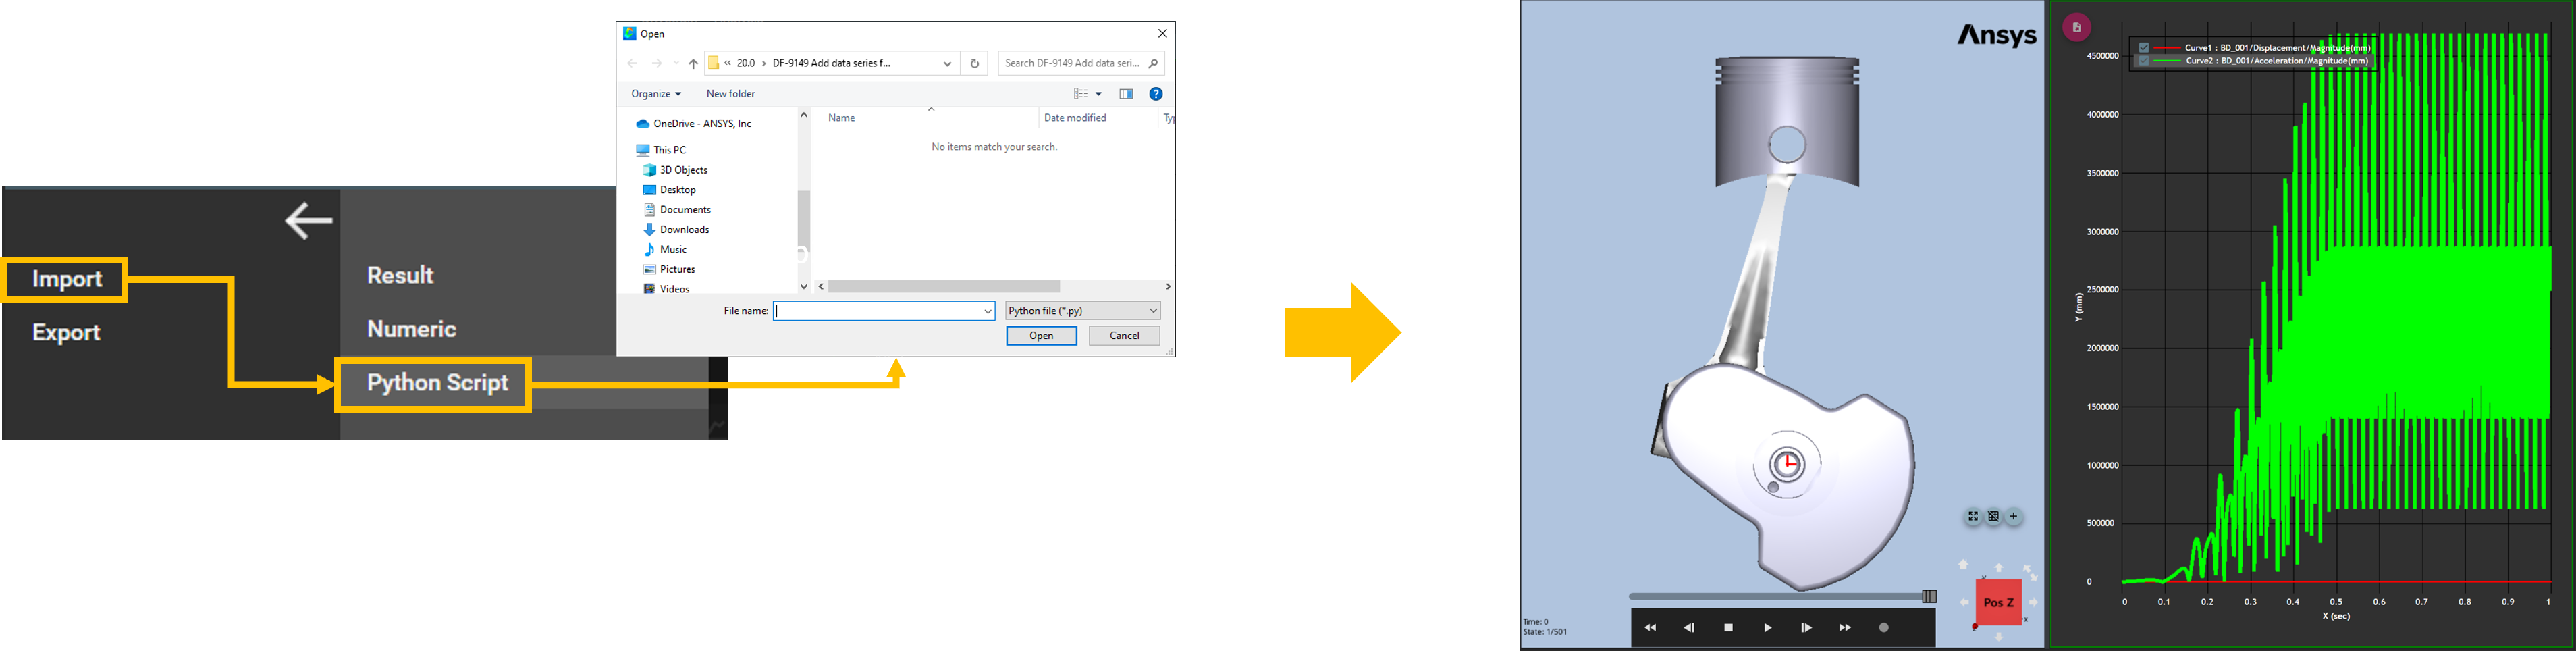 Import
Export
Result
Numeric
Python Script
Open
« 20.0 › DF-9149 Add data series f...
Search DF-9149 Add data seri...
Organize
New folder
OneDrive - ANSYS, Inc
This PC
3D Objects
Desktop
Documents
Downloads
Music
Pictures
Videos
Name
Date modified
Typ
No items match your search.
File name:
Python file (*.py)
Open
Cancel
Ansys
Time: 0
State: 1/501
Pos Z
Curve1 : BD_001/Displacement/Magnitude(mm)
Curve2 : BD_001/Acceleration/Magnitude(mm)
Y (mm)
4500000
4000000
3500000
3000000
2500000
2000000
1500000
1000000
500000
0
0 0.1 0.2 0.3 0.4 0.5 0.6 0.7 0.8 0.9 1
X (sec)